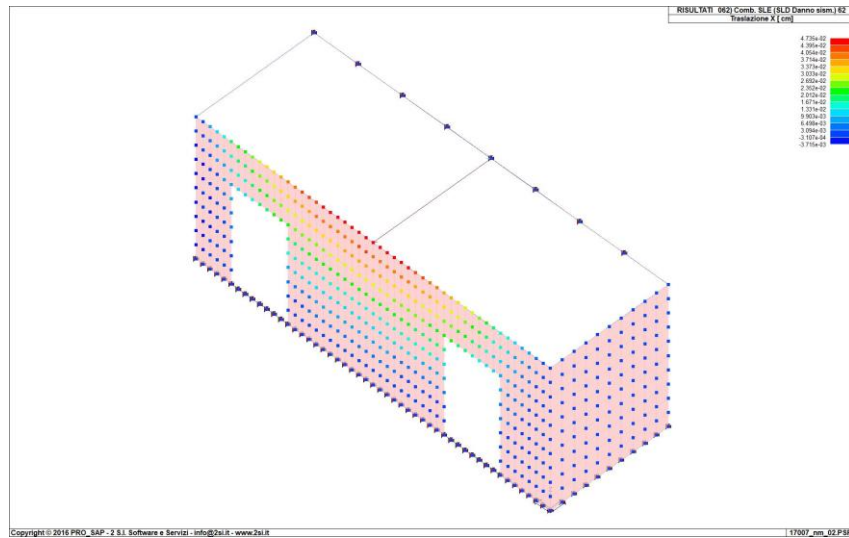 RISULTATI 062) Comb. SLE (SLD Danno sism.) 62
Traslazione X [ cm]
4.735e-02
4.395e-02
4.054e-02
3.714e-02
3.373e-02
3.033e-02
2.692e-02
2.352e-02
2.012e-02
1.671e-02
1.331e-02
9.903e-03
6.498e-03
3.094e-03
-3.107e-04
-3.715e-03
Copyright © 2016 PRO_SAP - 2 S.I. Software e Servizi - info@2si.it - www.2si.it
17007_nm_02.PSP